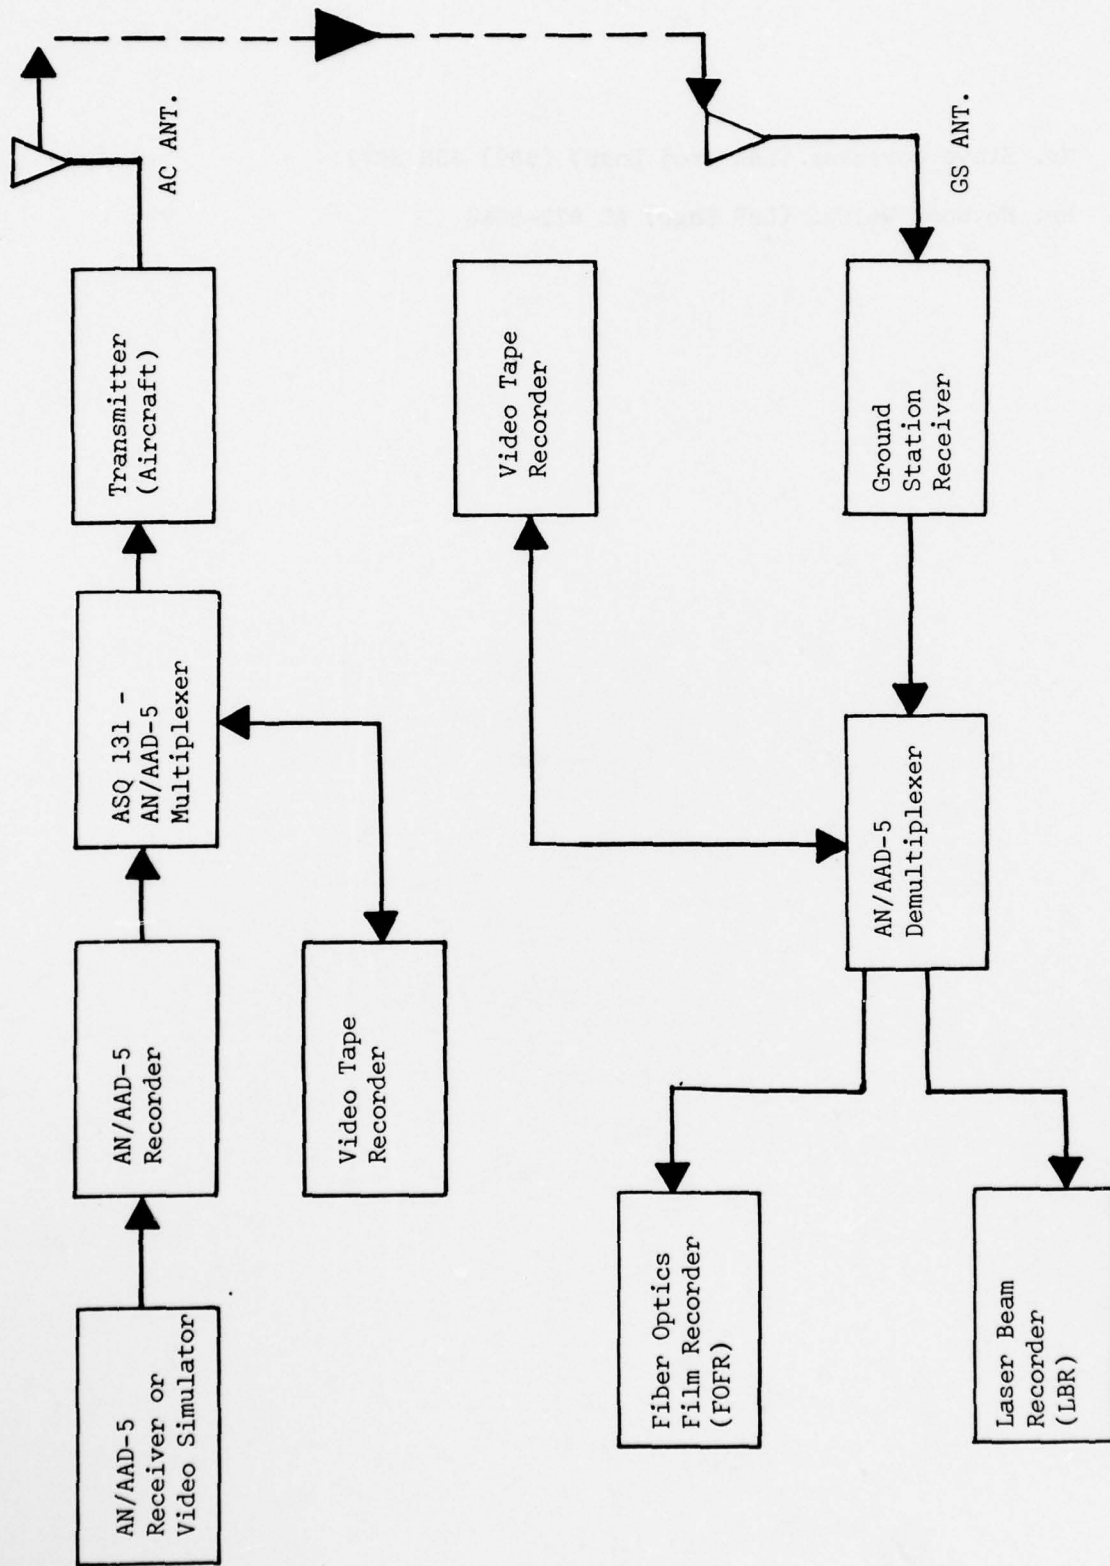 AN/AAD-5
Receiver or
Video Simulator
AN/AAD-5
Recorder
ASQ 131 -
AN/AAD-5
Multiplexer
Transmitter
(Aircraft)
AC ANT.
Video Tape
Recorder
Video Tape
Recorder
Fiber Optics
Film Recorder
(FOFR)
AN/AAD-5
Demultiplexer
Ground
Station
Receiver
GS ANT.
Laser Beam
Recorder
(LBR)